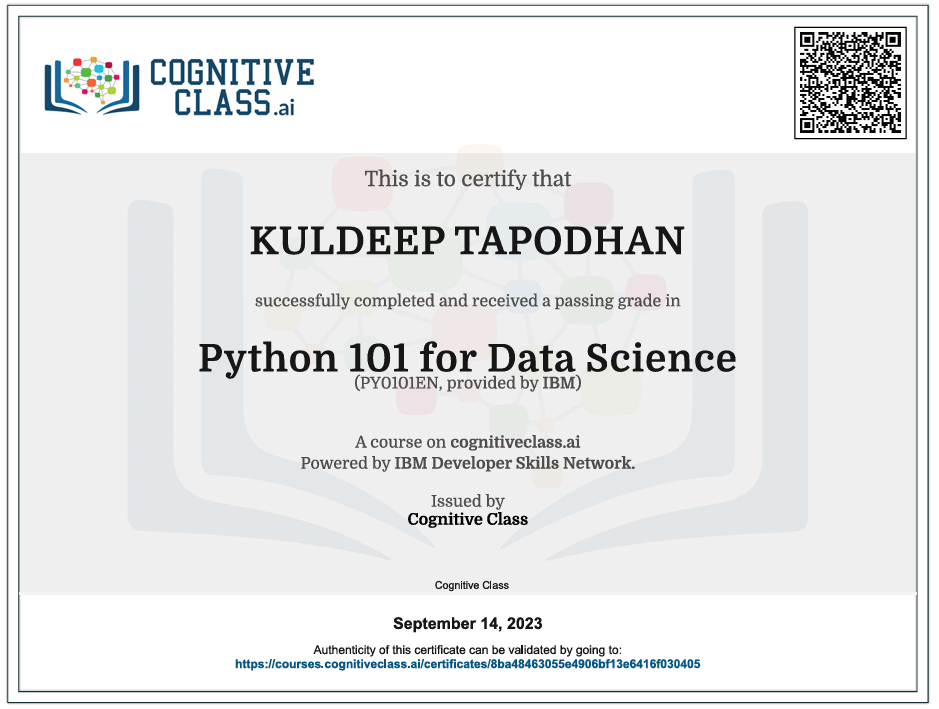 COGNITIVE
CLASS.ai
This is to certify that
KULDEEP TAPODHAN
successfully completed and received a passing grade in
Python 101 for Data Science
(PY0101EN, provided by IBM)
A course on cognitiveclass.ai
Powered by IBM Developer Skills Network.
Issued by
Cognitive Class
Cognitive Class
September 14, 2023
Authenticity of this certificate can be validated by going to:
https://courses.cognitiveclass.ai/certificates/8ba48463055e4906bf13e6416f030405